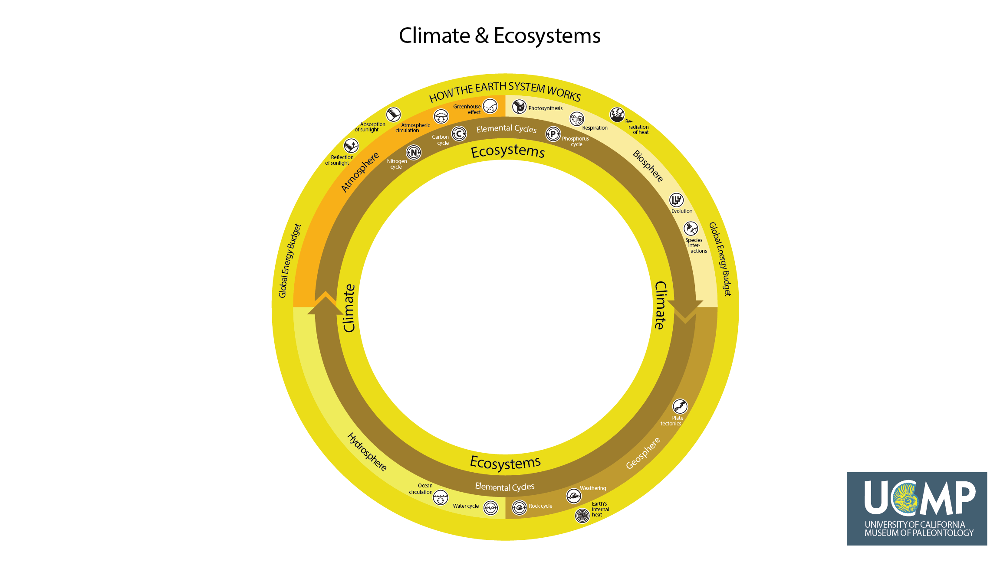 Climate & Ecosystems
HOW THE EARTH SYSTEM WORKS
Greenhouse
effect
Photosynthesis
Absorption
of sunlight
Atmospheric
circulation
CO₂
Respiration
Re-
radiation
of heat
Elemental Cycles
Carbon
cycle
C
P
Phosphorus
cycle
Reflection
of sunlight
Nitrogen
cycle
N
Ecosystems
Atmosphere
Biosphere
Evolution
Species
inter-
actions
Global Energy Budget
Global Energy Budget
Climate
Climate
Plate
tectonics
Hydrosphere
Geosphere
Ecosystems
Elemental Cycles
Ocean
circulation
Weathering
Water cycle
H₂O
Rock cycle
Earth's
internal
heat
UCMP
UNIVERSITY OF CALIFORNIA
MUSEUM OF PALEONTOLOGY